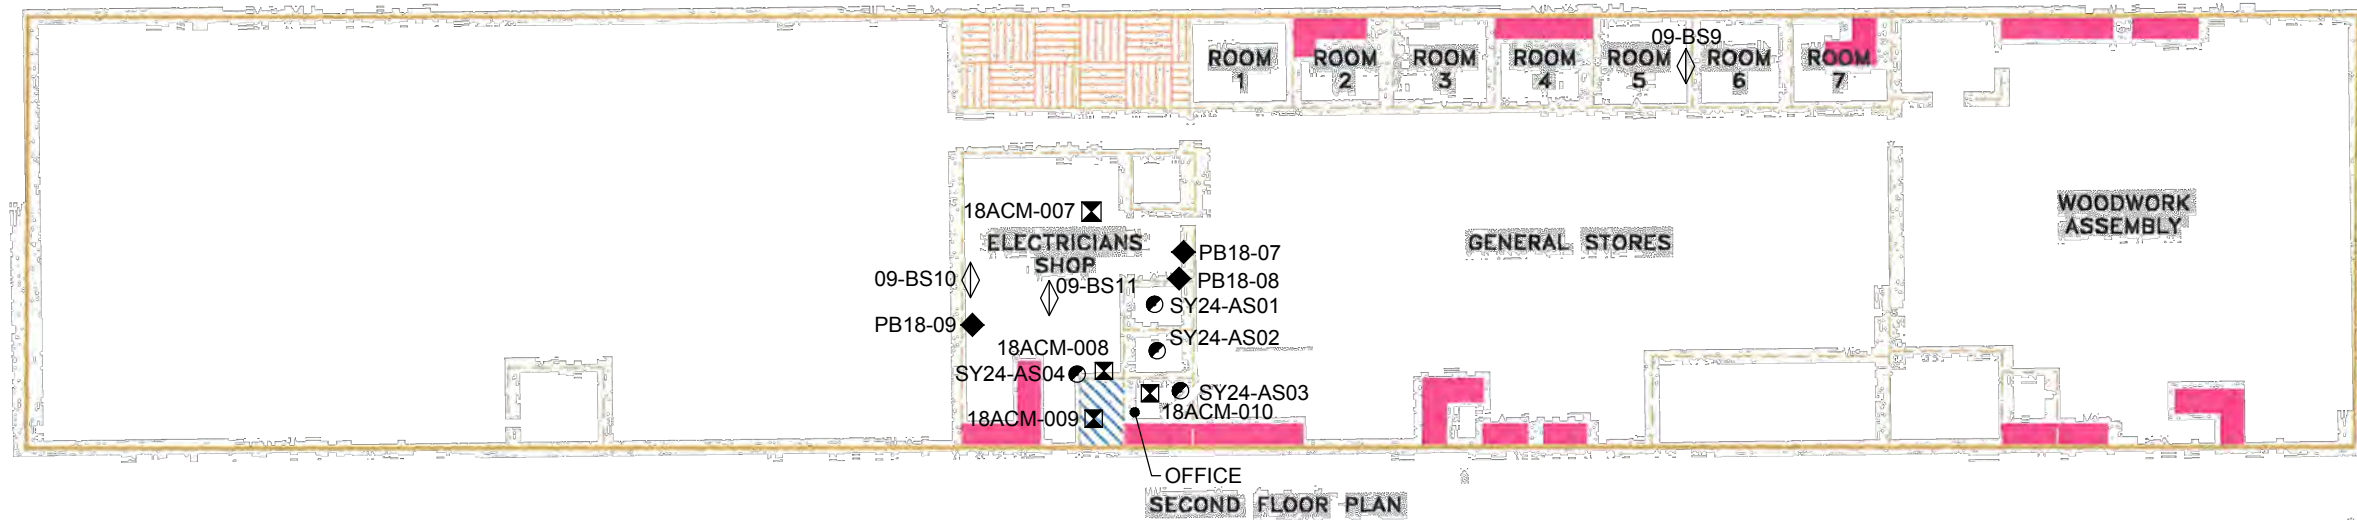 ROOM
1
ROOM
2
ROOM
3
ROOM
4
ROOM
5
09-BS9
ROOM
6
ROOM
7
18ACM-007
ELECTRICIANS
SHOP
PB18-07
PB18-08
09-BS10
09-BS11
SY24-AS01
PB18-09
SY24-AS02
18ACM-008
SY24-AS04
SY24-AS03
18ACM-010
18ACM-009
OFFICE
GENERAL STORES
WOODWORK
ASSEMBLY
SECOND FLOOR PLAN